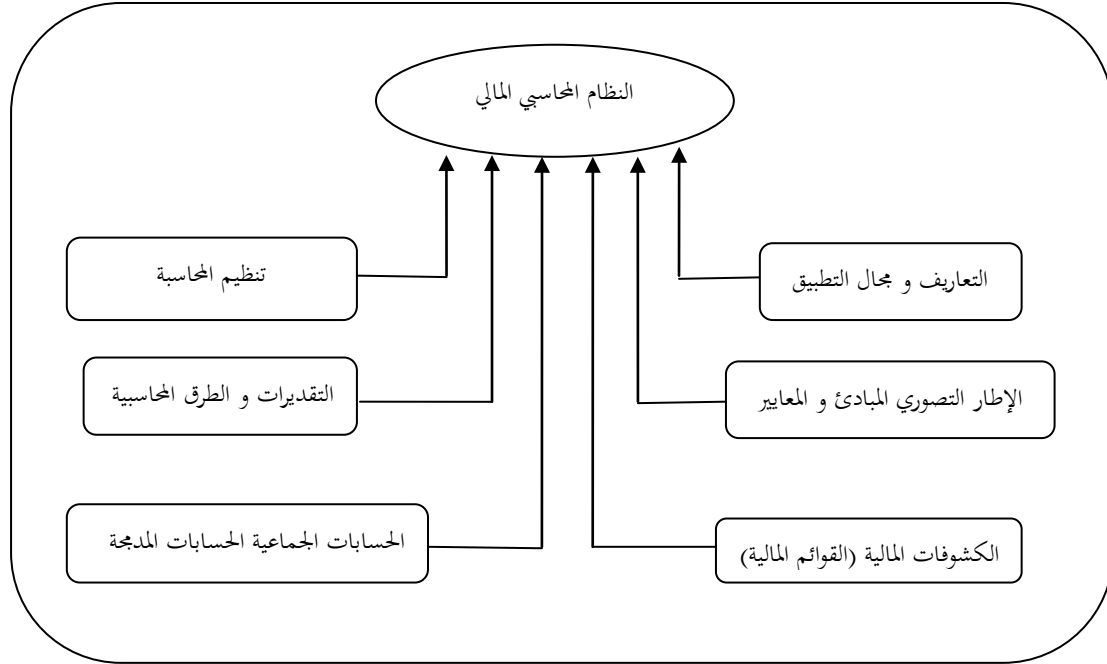 النظام المحاسبي المالي
التعاريف و مجال التطبيق
تنظيم المحاسبة
الإطار التصوري المبادئ و المعايير
التقديرات و الطرق المحاسبية
الكشوفات المالية (القوائم المالية)
الحسابات الجماعية الحسابات المدمجة